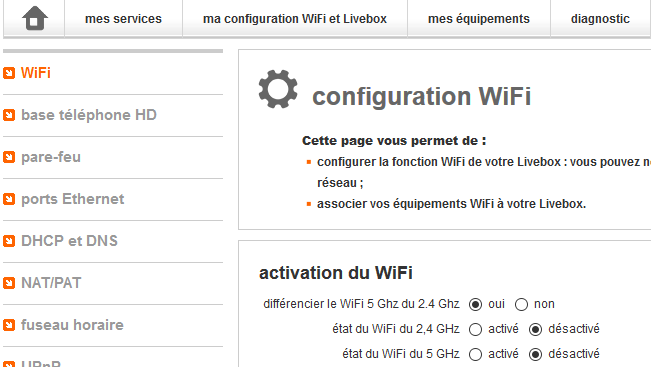 mes services
ma configuration WiFi et Livebox
mes équipements
diagnostic
WiFi
base téléphone HD
pare-feu
ports Ethernet
DHCP et DNS
NAT/PAT
fuseau horaire
UPnP
configuration WiFi
Cette page vous permet de :
configurer la fonction WiFi de votre Livebox : vous pouvez
réseau ;
associer vos équipements WiFi à votre Livebox.
activation du WiFi
différencier le WiFi 5 Ghz du 2.4 Ghz oui non
état du WiFi du 2,4 GHz activé désactivé
état du WiFi du 5 GHz activé désactivé